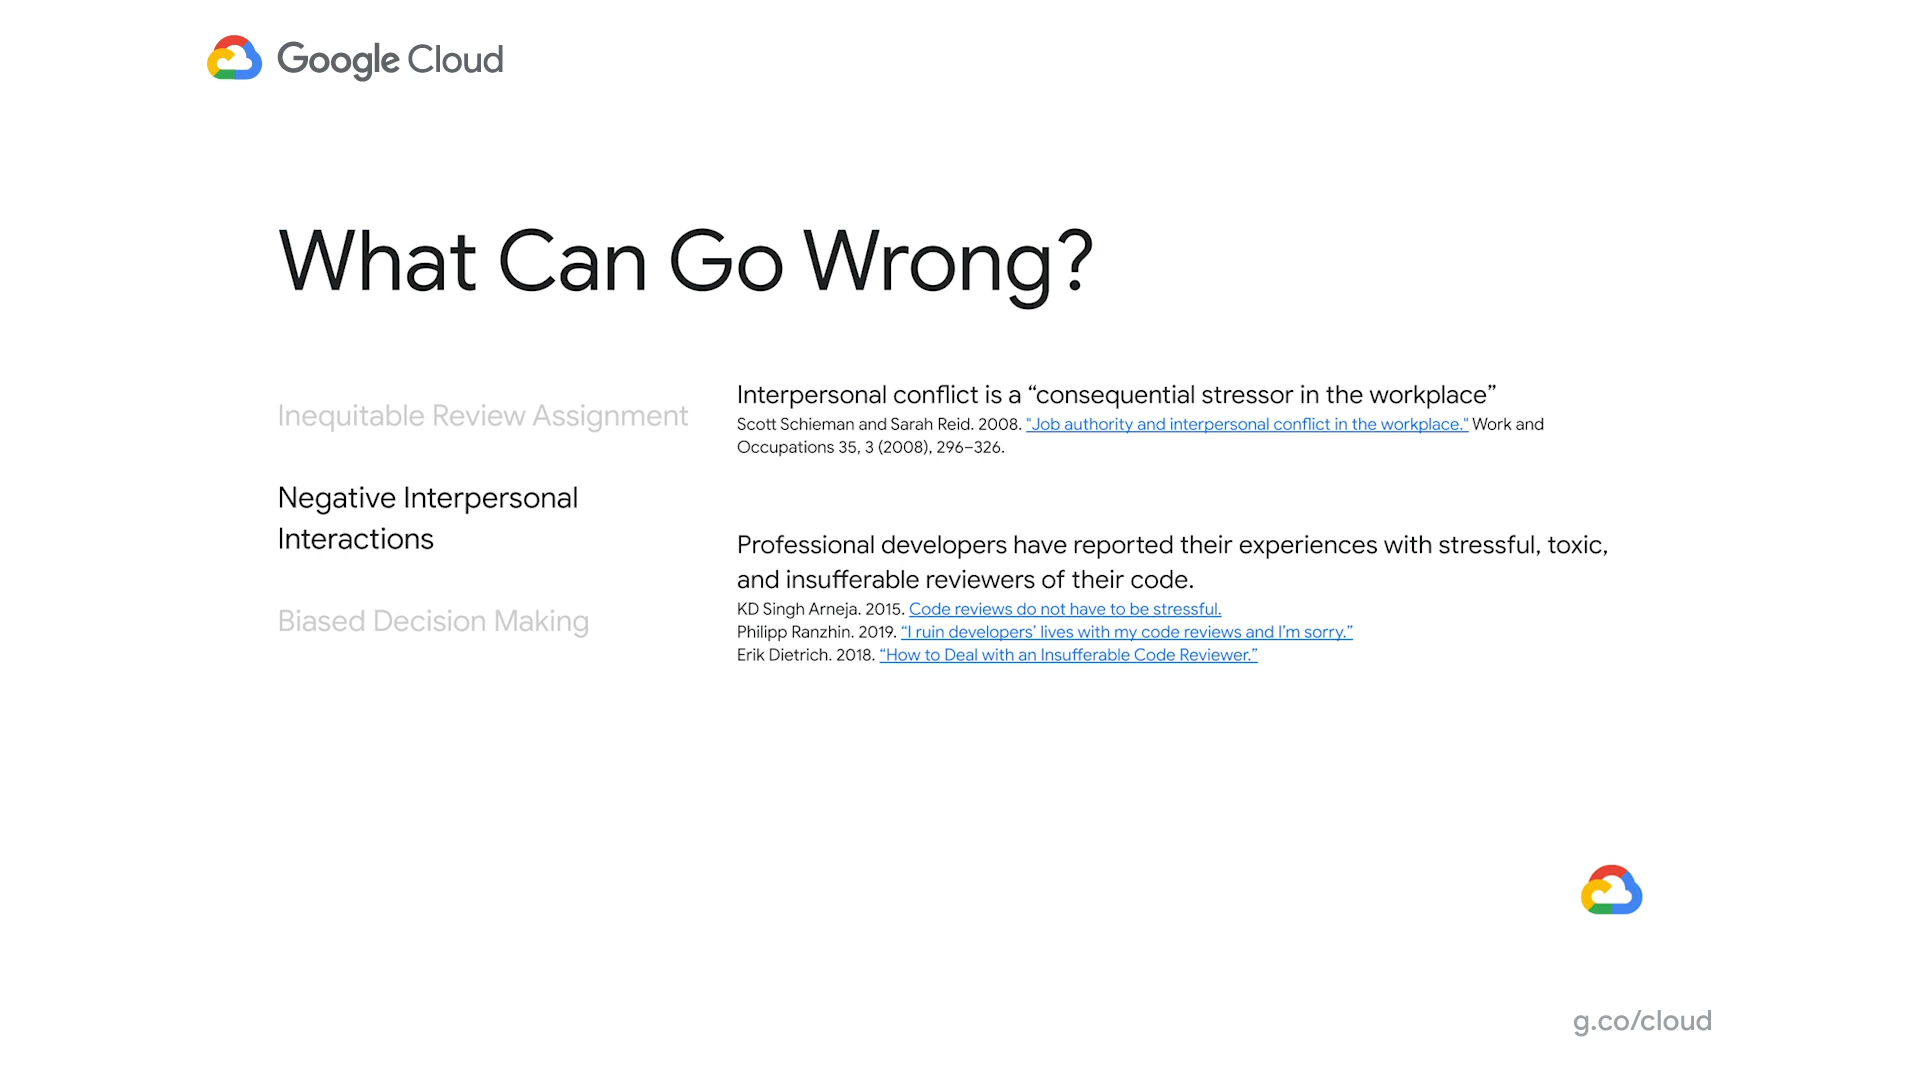 Google Cloud
What Can Go Wrong?
Inequitable Review Assignment
Negative Interpersonal
Interactions
Biased Decision Making
Interpersonal conflict is a “consequential stressor in the workplace”
Scott Schieman and Sarah Reid. 2008. "Job authority and interpersonal conflict in the workplace." Work and
Occupations 35, 3 (2008), 296–326.
Professional developers have reported their experiences with stressful, toxic,
and insufferable reviewers of their code.
KD Singh Arneja. 2015. Code reviews do not have to be stressful.
Philipp Ranzhin. 2019. “I ruin developers’ lives with my code reviews and I’m sorry.”
Erik Dietrich. 2018. “How to Deal with an Insufferable Code Reviewer.”
g.co/cloud